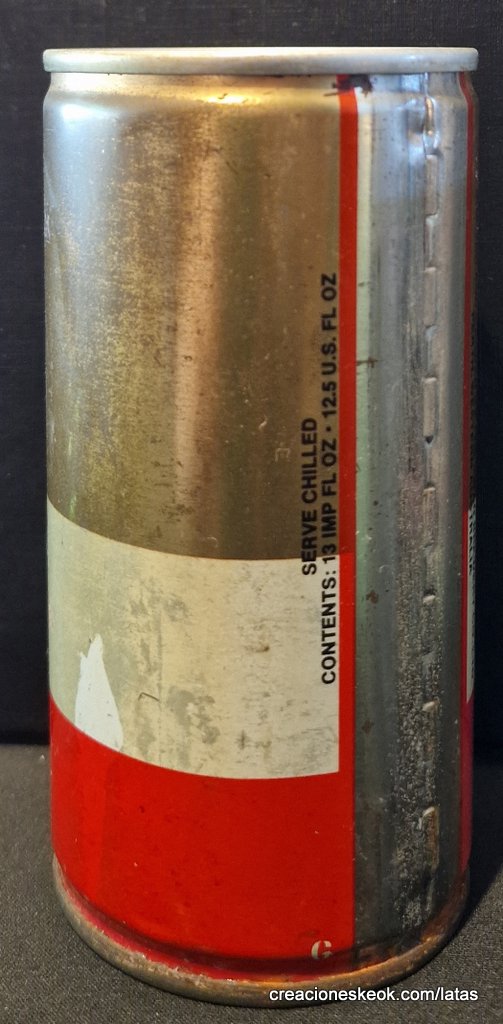 SERVE CHILLED
CONTENTS: 13 IMP FL OZ • 12.5 U.S. FL OZ
G
creacioneskeok.com/latas